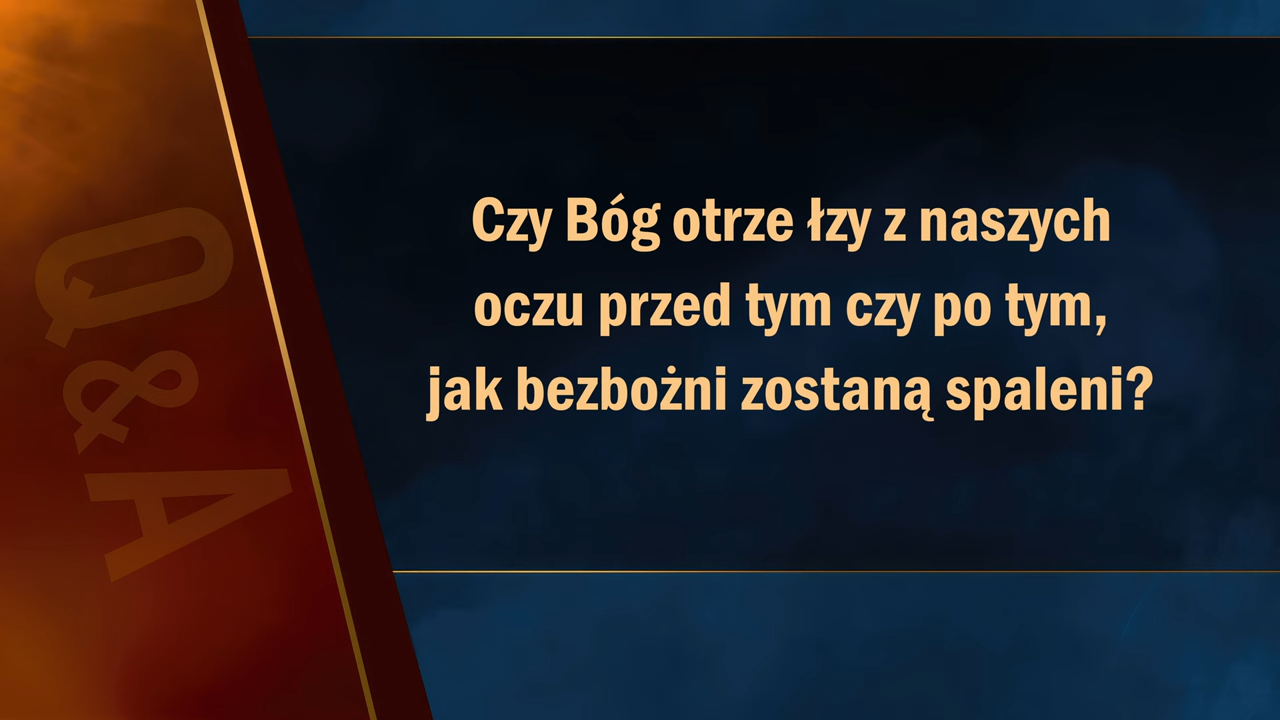 Q & A
Czy Bóg otrze łzy z naszych
oczu przed tym czy po tym,
jak bezbożni zostaną spaleni?